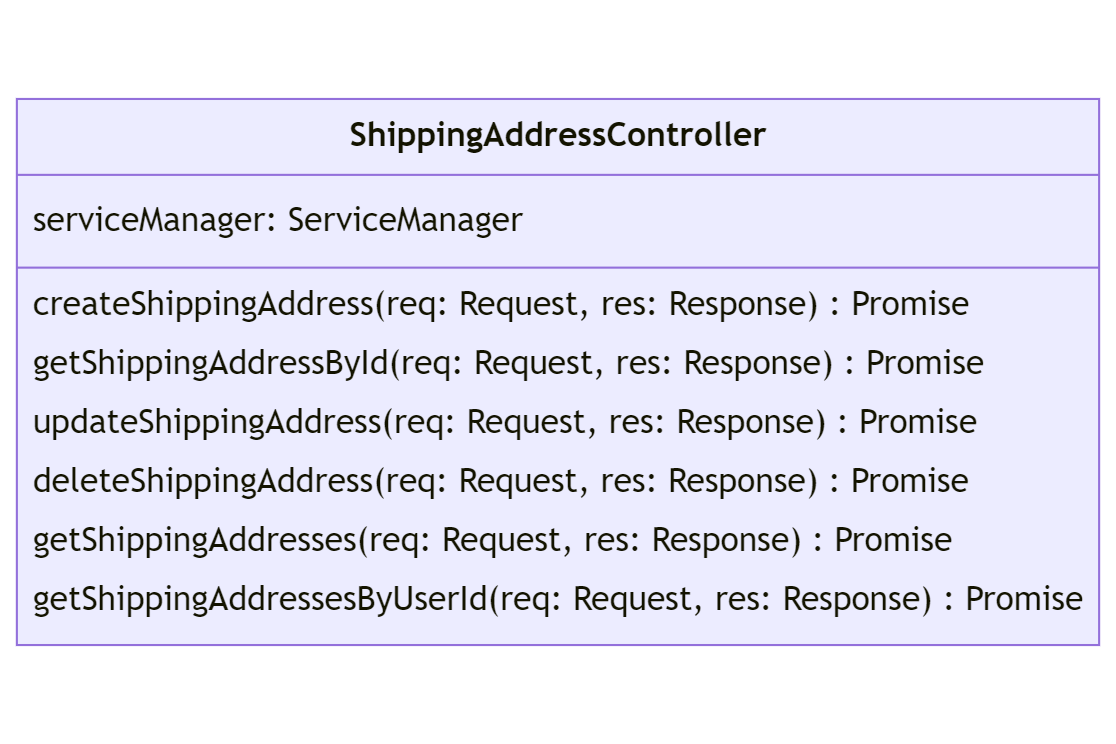 ShippingAddressController
serviceManager: ServiceManager
createShippingAddress(req: Request, res: Response) : Promise
getShippingAddressById(req: Request, res: Response) : Promise
updateShippingAddress(req: Request, res: Response) : Promise
deleteShippingAddress(req: Request, res: Response) : Promise
getShippingAddresses(req: Request, res: Response) : Promise
getShippingAddressesByUserId(req: Request, res: Response) : Promise